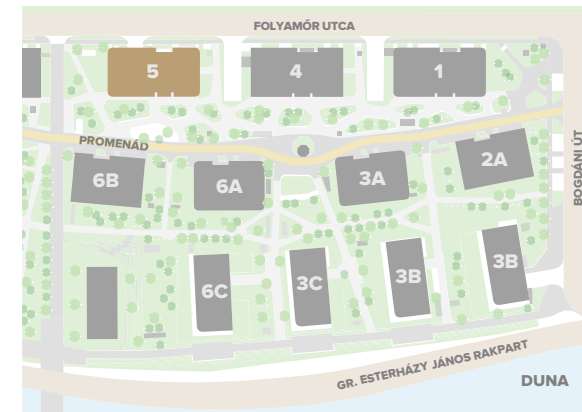 FOLYAMŐR UTCA
5
4
1
PROMENÁD
BOGDÁNI ÚT
6B
6A
3A
2A
6C
3C
3B
3B
GR. ESTERHÁZY JÁNOS RAKPART
DUNA